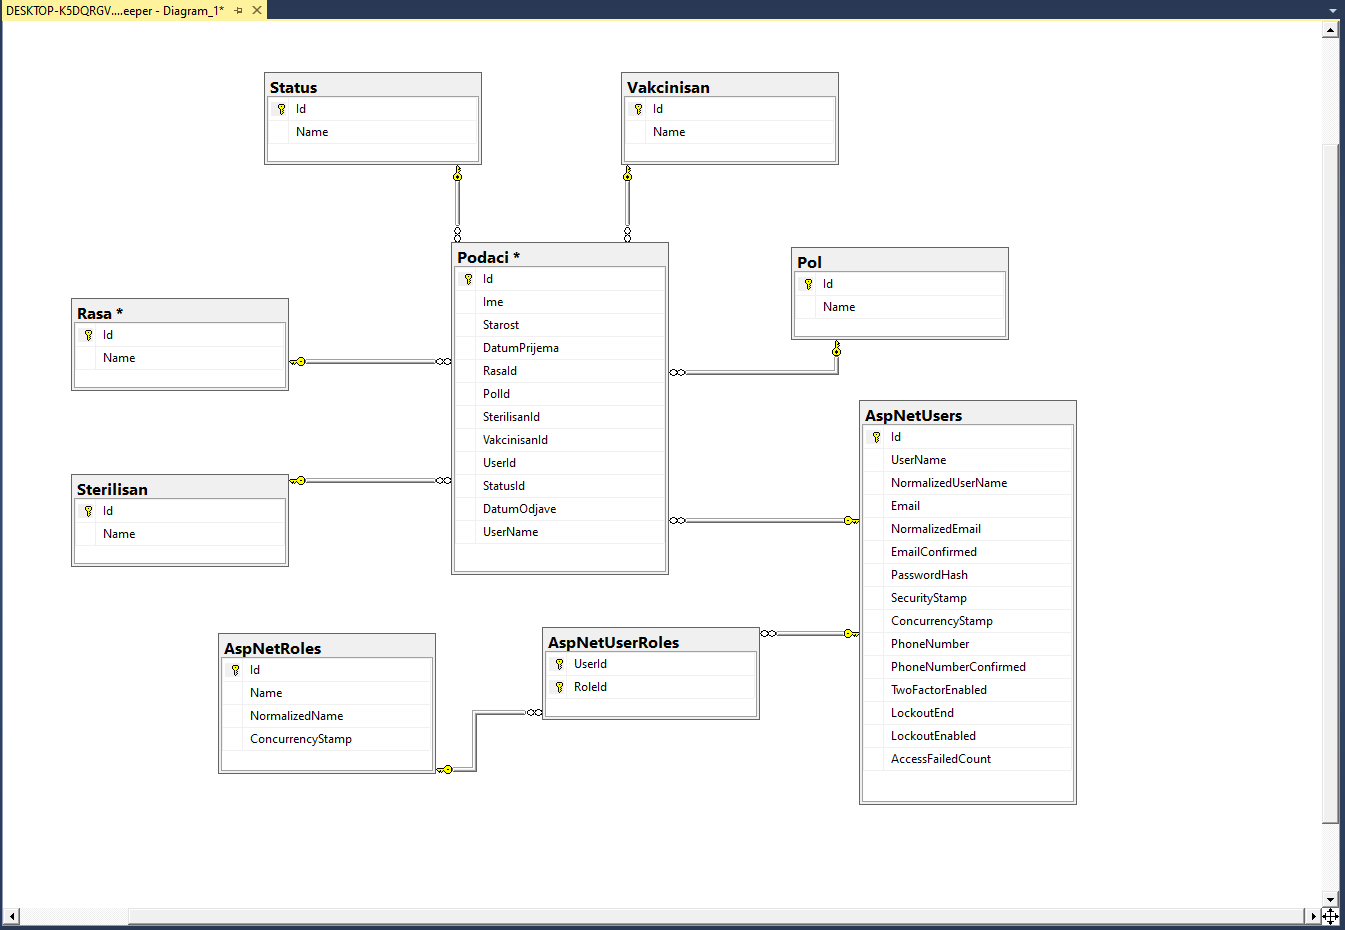 DESKTOP-K5DQRGV....eeper - Diagram_1*
Status
Id
Name
Vakcinisan
Id
Name
Podaci *
Id
Ime
Starost
DatumPrijema
RasaId
PolId
SterilisanId
VakcinisanId
UserId
StatusId
DatumOdjave
UserName
Pol
Id
Name
Rasa *
Id
Name
Sterilisan
Id
Name
AspNetUsers
Id
UserName
NormalizedUserName
Email
NormalizedEmail
EmailConfirmed
PasswordHash
SecurityStamp
ConcurrencyStamp
PhoneNumber
PhoneNumberConfirmed
TwoFactorEnabled
LockoutEnd
LockoutEnabled
AccessFailedCount
AspNetRoles
Id
Name
NormalizedName
ConcurrencyStamp
AspNetUserRoles
UserId
RoleId